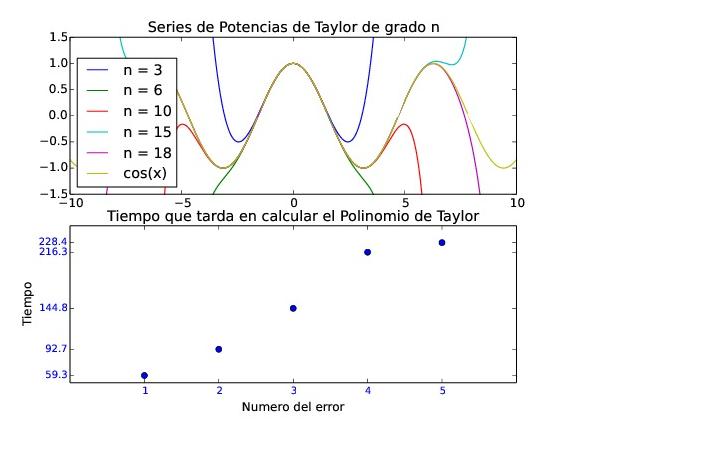 Series de Potencias de Taylor de grado n
1.5
1.0
0.5
0.0
−0.5
−1.0
−1.5
n = 3
n = 6
n = 10
n = 15
n = 18
cos(x)
−10 −5 0 5 10
Tiempo que tarda en calcular el Polinomio de Taylor
228.4
216.3
144.8
92.7
59.3
Tiempo
1 2 3 4 5
Numero del error